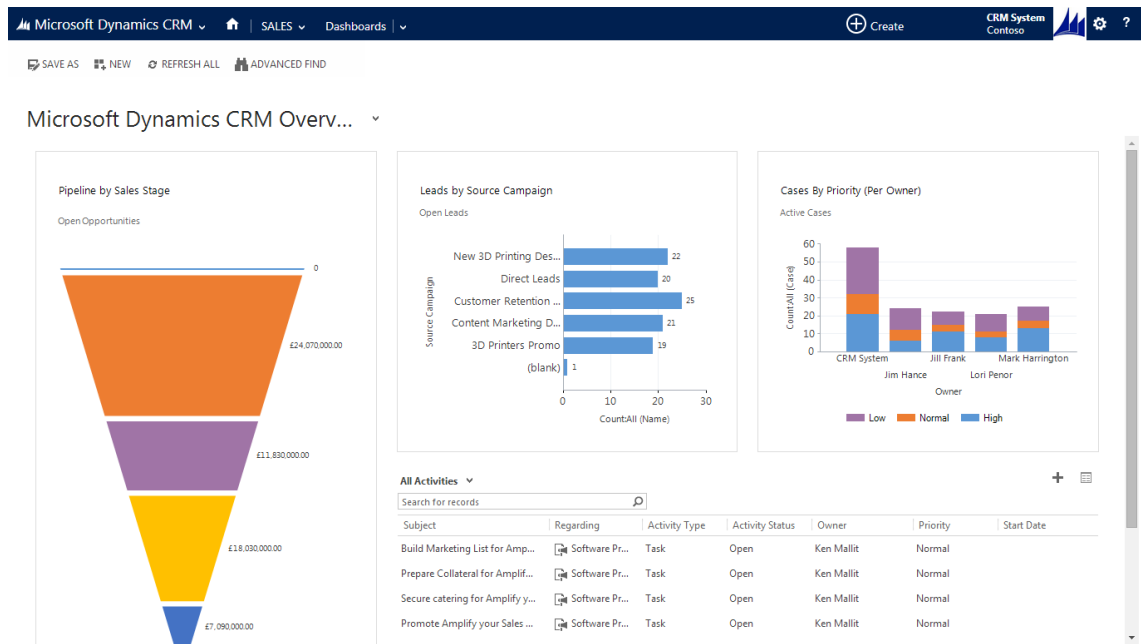 Microsoft Dynamics CRM
SALES
Dashboards
Create
CRM System
Contoso
?
SAVE AS
NEW
REFRESH ALL
ADVANCED FIND
Microsoft Dynamics CRM Overv...
Pipeline by Sales Stage
Open Opportunities
0
£24,070,000.00
£11,830,000.00
£18,030,000.00
£7,090,000.00
Leads by Source Campaign
Open Leads
Source Campaign
New 3D Printing Des... 22
Direct Leads 20
Customer Retention ... 25
Content Marketing D... 21
3D Printers Promo 19
(blank) 1
0 10 20 30
Count:All (Name)
Cases By Priority (Per Owner)
Active Cases
Count:All (Case)
60
50
40
30
20
10
0
CRM System Jill Frank Mark Harrington
Jim Hance Lori Penor
Owner
Low Normal High
All Activities
Search for records
Subject Regarding Activity Type Activity Status Owner Priority Start Date
Build Marketing List for Amp... Software Pr... Task Open Ken Mallit Normal
Prepare Collateral for Amplif... Software Pr... Task Open Ken Mallit Normal
Secure catering for Amplify y... Software Pr... Task Open Ken Mallit Normal
Promote Amplify your Sales ... Software Pr... Task Open Ken Mallit Normal